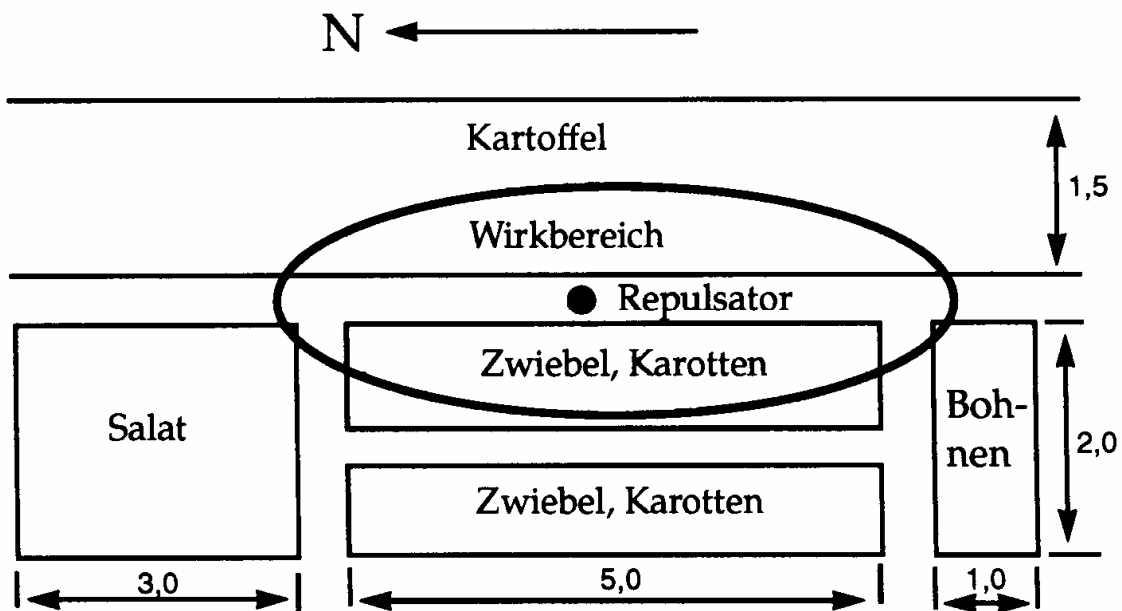 N
Kartoffel
1,5
Wirkbereich
Repulsator
Zwiebel, Karotten
Salat
Boh-
nen
2,0
Zwiebel, Karotten
3,0
5,0
1,0